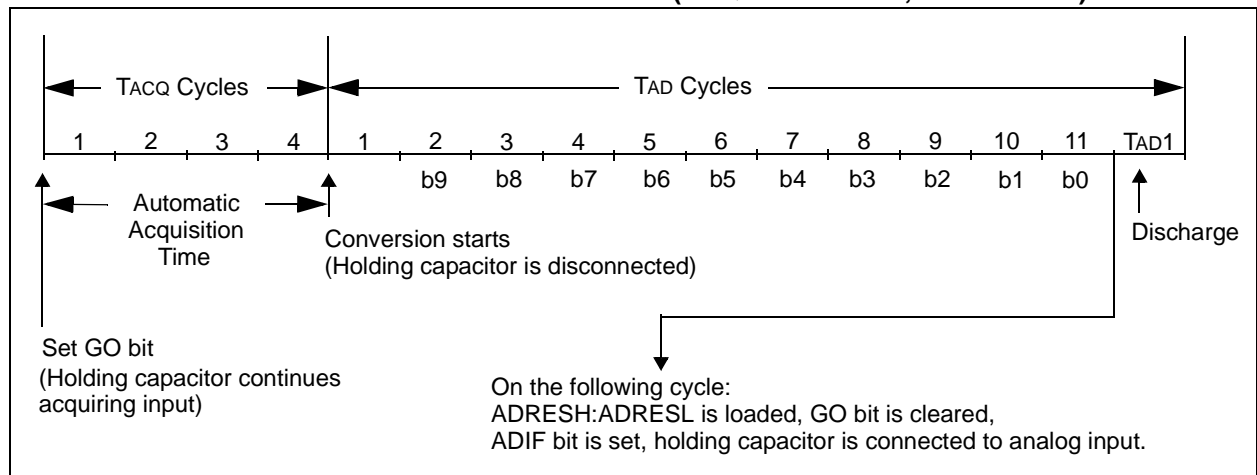 TACQ Cycles
TAD Cycles
1 2 3 4 1 2 3 4 5 6 7 8 9 10 11 TAD1
b9 b8 b7 b6 b5 b4 b3 b2 b1 b0
Automatic
Acquisition
Time
Conversion starts
(Holding capacitor is disconnected)
Discharge
Set GO bit
(Holding capacitor continues
acquiring input)
On the following cycle:
ADRESH:ADRESL is loaded, GO bit is cleared,
ADIF bit is set, holding capacitor is connected to analog input.